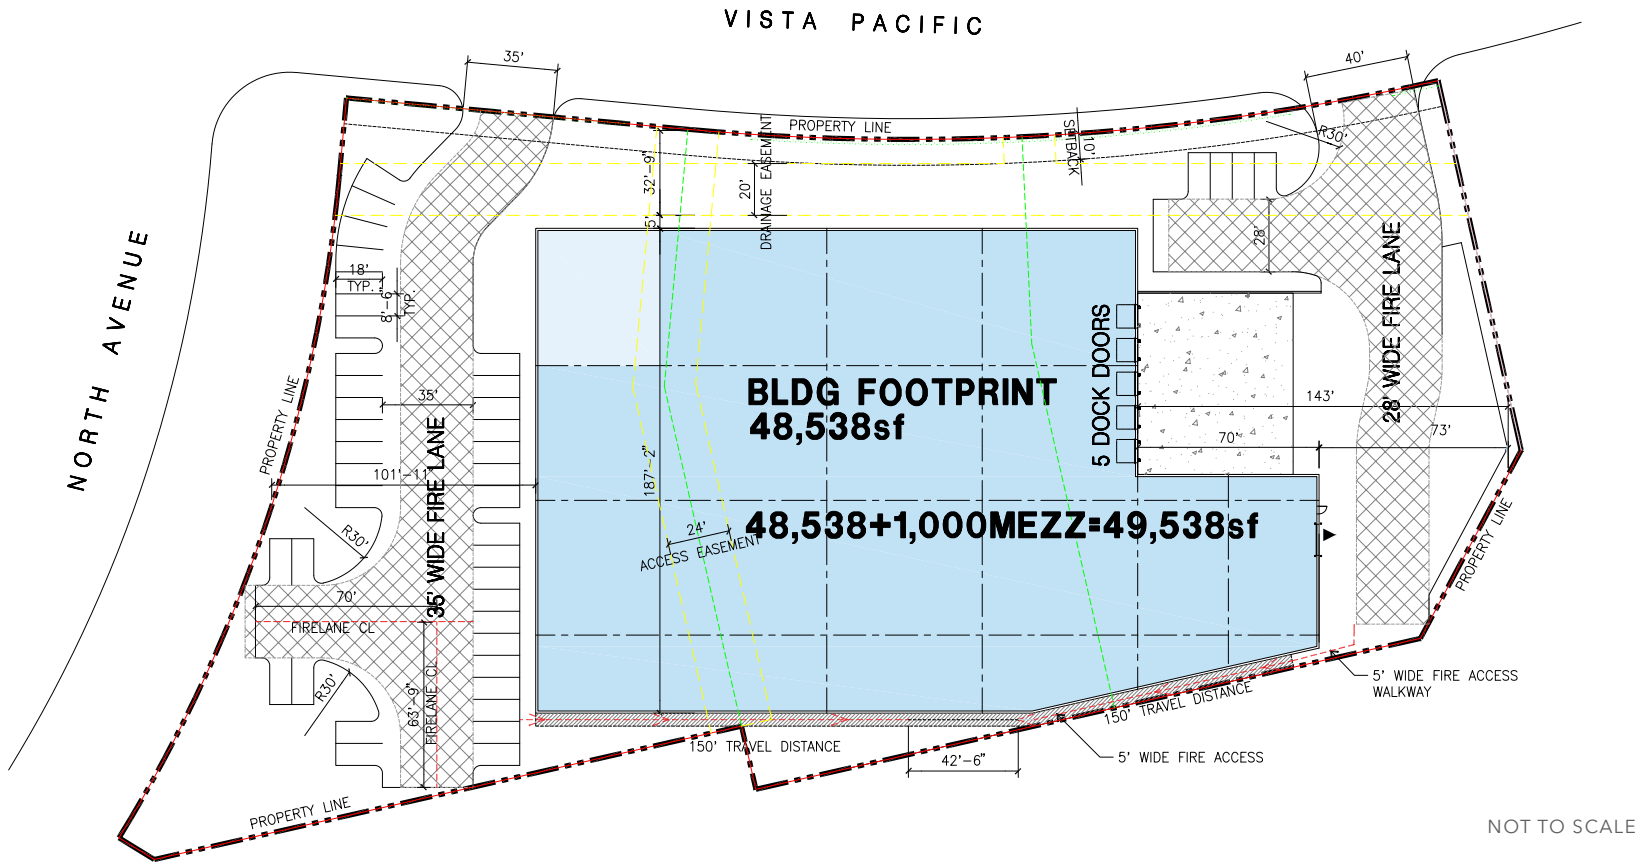 VISTA PACIFIC
35'
40'
PROPERTY LINE
SETBACK
10'
R30'
32'-9"
20'
DRAINAGE EASEMENT
5'
NORTH AVENUE
18'
TYP.
8'-6"
TYP.
28'
28' WIDE FIRE LANE
PROPERTY LINE
35'
35' WIDE FIRE LANE
101'-11"
BLDG FOOTPRINT
48,538sf
5 DOCK DOORS
143'
70'
73'
187'-2"
48,538+1,000MEZZ=49,538sf
24'
ACCESS EASEMENT
D
PROPERTY LINE
R30'
70'
FIRELANE CL
R30'
63'-9"
FIRELANE CL
5' WIDE FIRE ACCESS
WALKWAY
150' TRAVEL DISTANCE
150' TRAVEL DISTANCE
5' WIDE FIRE ACCESS
42'-6"
PROPERTY LINE
NOT TO SCALE